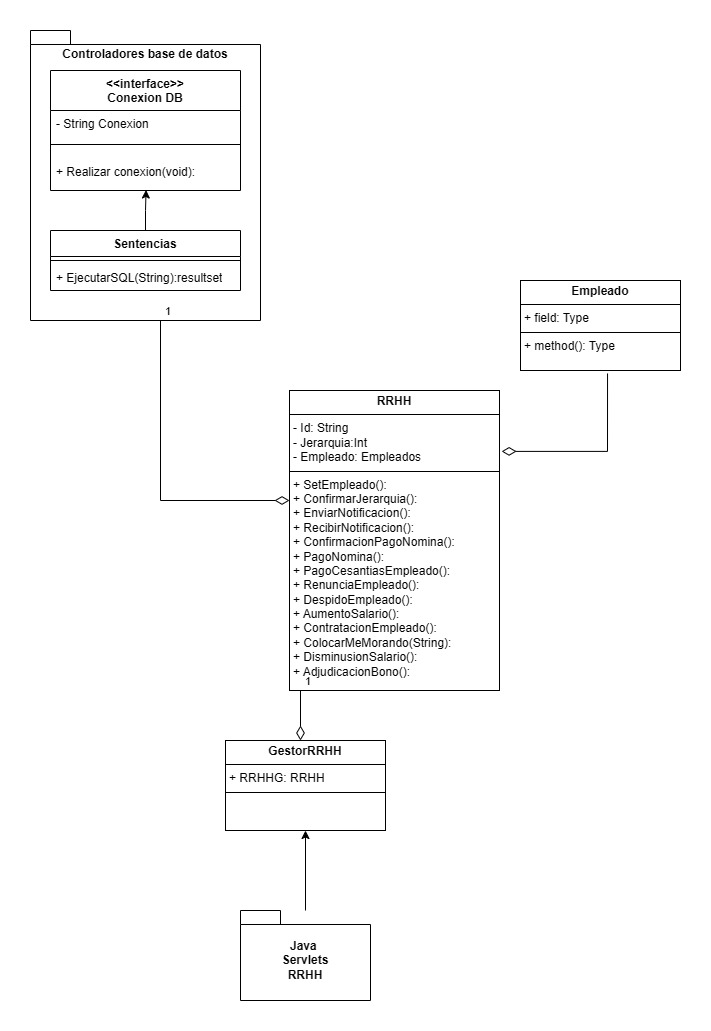 Controladores base de datos
<<interface>>
Conexion DB
- String Conexion
+ Realizar conexion(void):
Sentencias
+ EjecutarSQL(String):resultset
1
Empleado
+ field: Type
+ method(): Type
RRHH
- Id: String
- Jerarquia:Int
- Empleado: Empleados
+ SetEmpleado():
+ ConfirmarJerarquia():
+ EnviarNotificacion():
+ RecibirNotificacion():
+ ConfirmacionPagoNomina():
+ PagoNomina():
+ PagoCesantiasEmpleado():
+ RenunciaEmpleado():
+ DespidoEmpleado():
+ AumentoSalario():
+ ContratacionEmpleado():
+ ColocarMeMorando(String):
+ DisminusionSalario():
+ AdjudicacionBono():
1
GestorRRHH
+ RRHHG: RRHH
Java
Servlets
RRHH